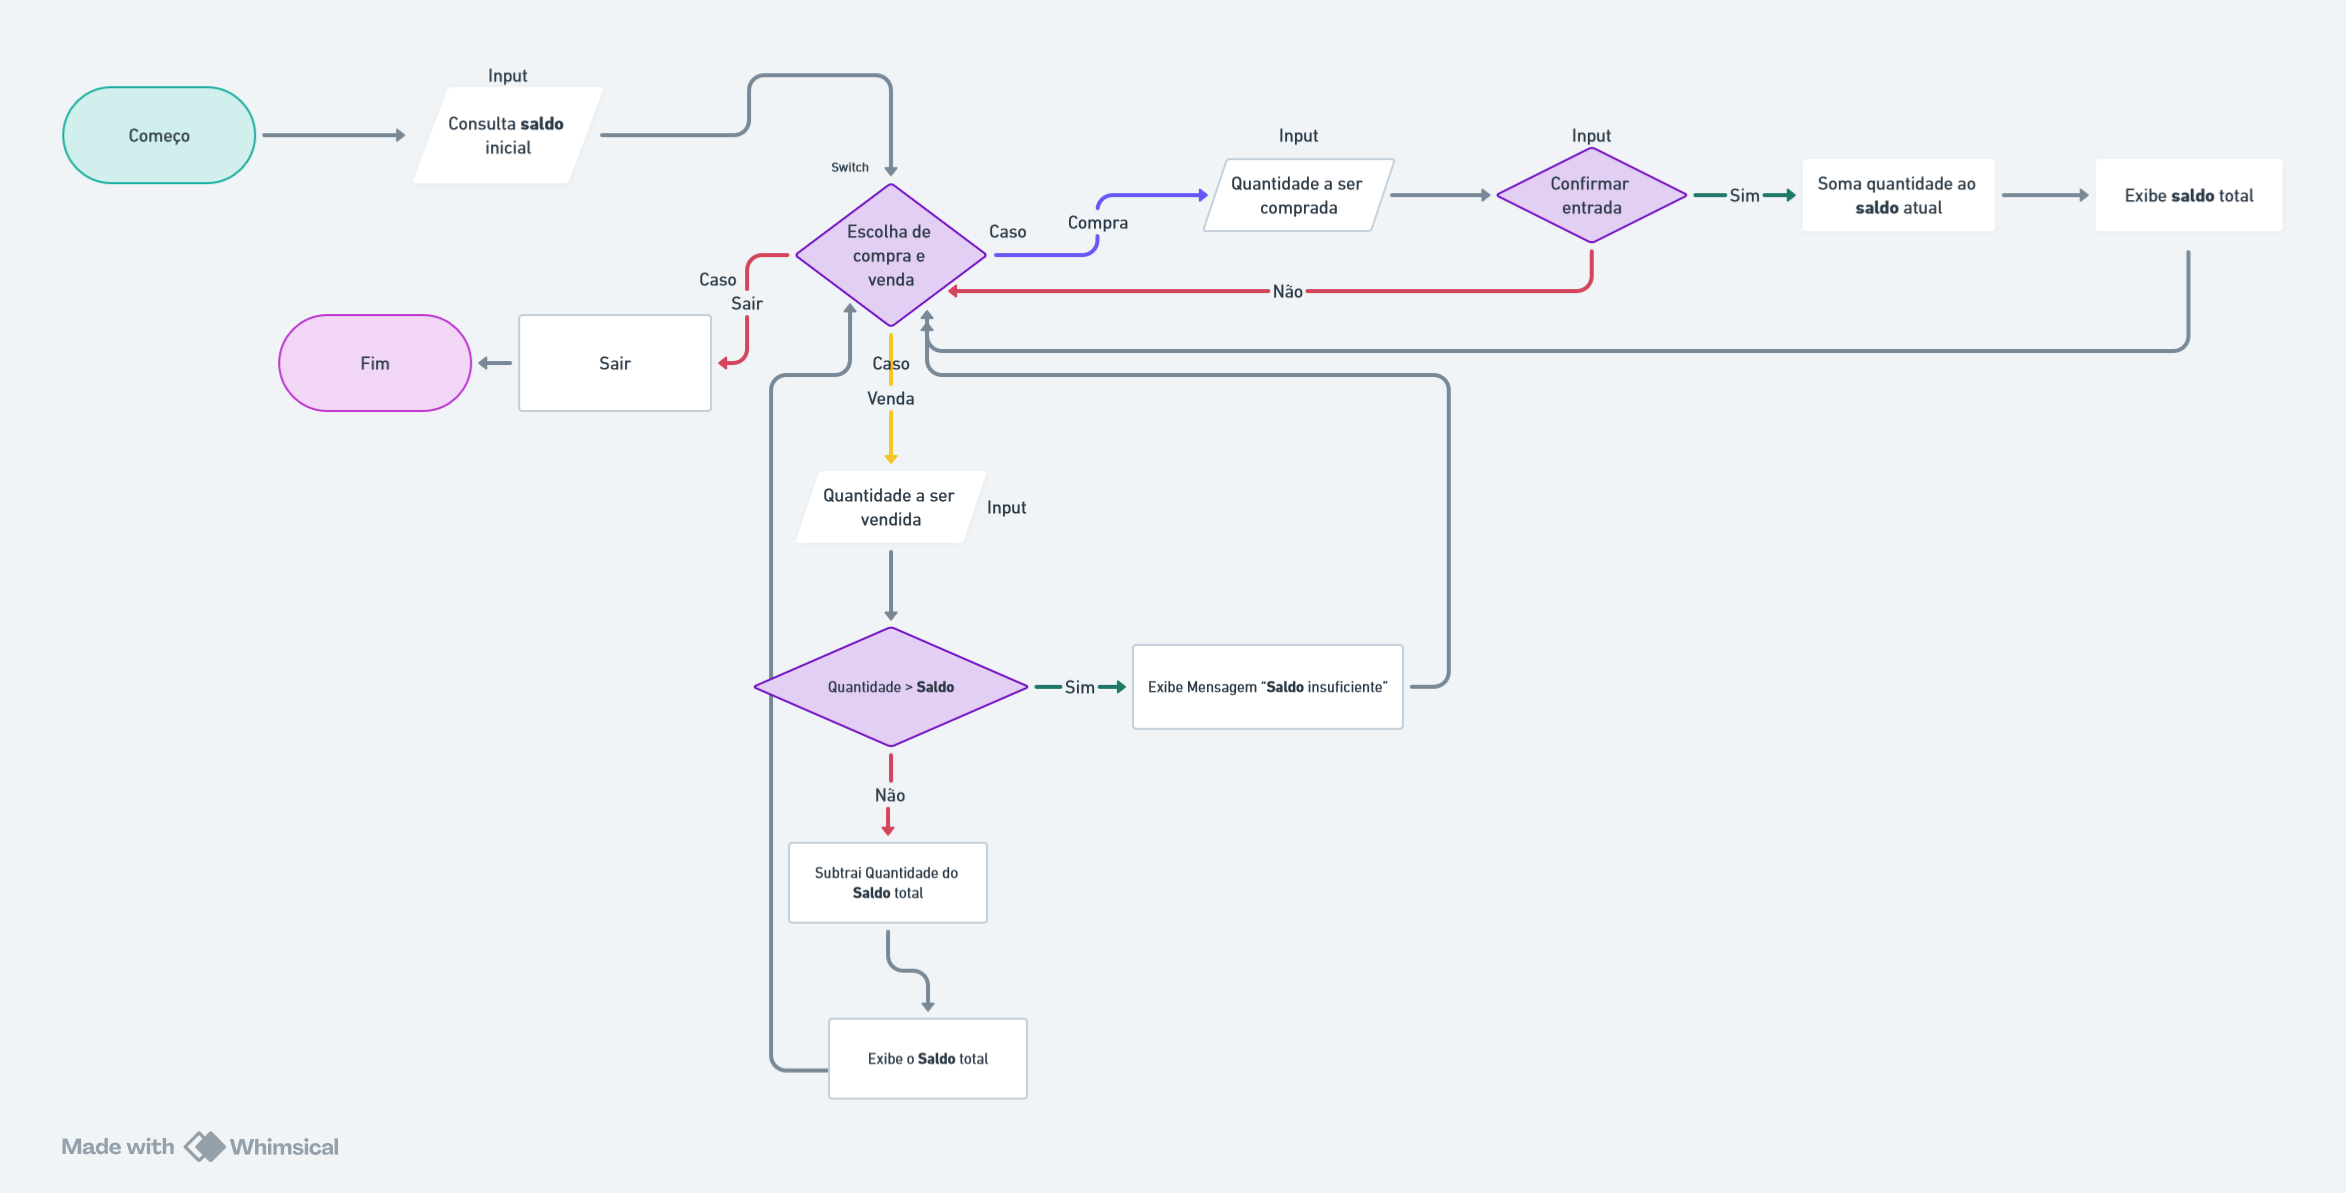 Começo
Input
Consulta saldo
inicial
Switch
Escolha de
compra e
venda
Caso
Compra
Input
Quantidade a ser
comprada
Input
Confirmar
entrada
Sim
Soma quantidade ao
saldo atual
Exibe saldo total
Não
Caso
Sair
Sair
Fim
Caso
Venda
Quantidade a ser
vendida
Input
Quantidade > Saldo
Sim
Exibe Mensagem “Saldo insuficiente”
Não
Subtrai Quantidade do
Saldo total
Exibe o Saldo total
Made with Whimsical